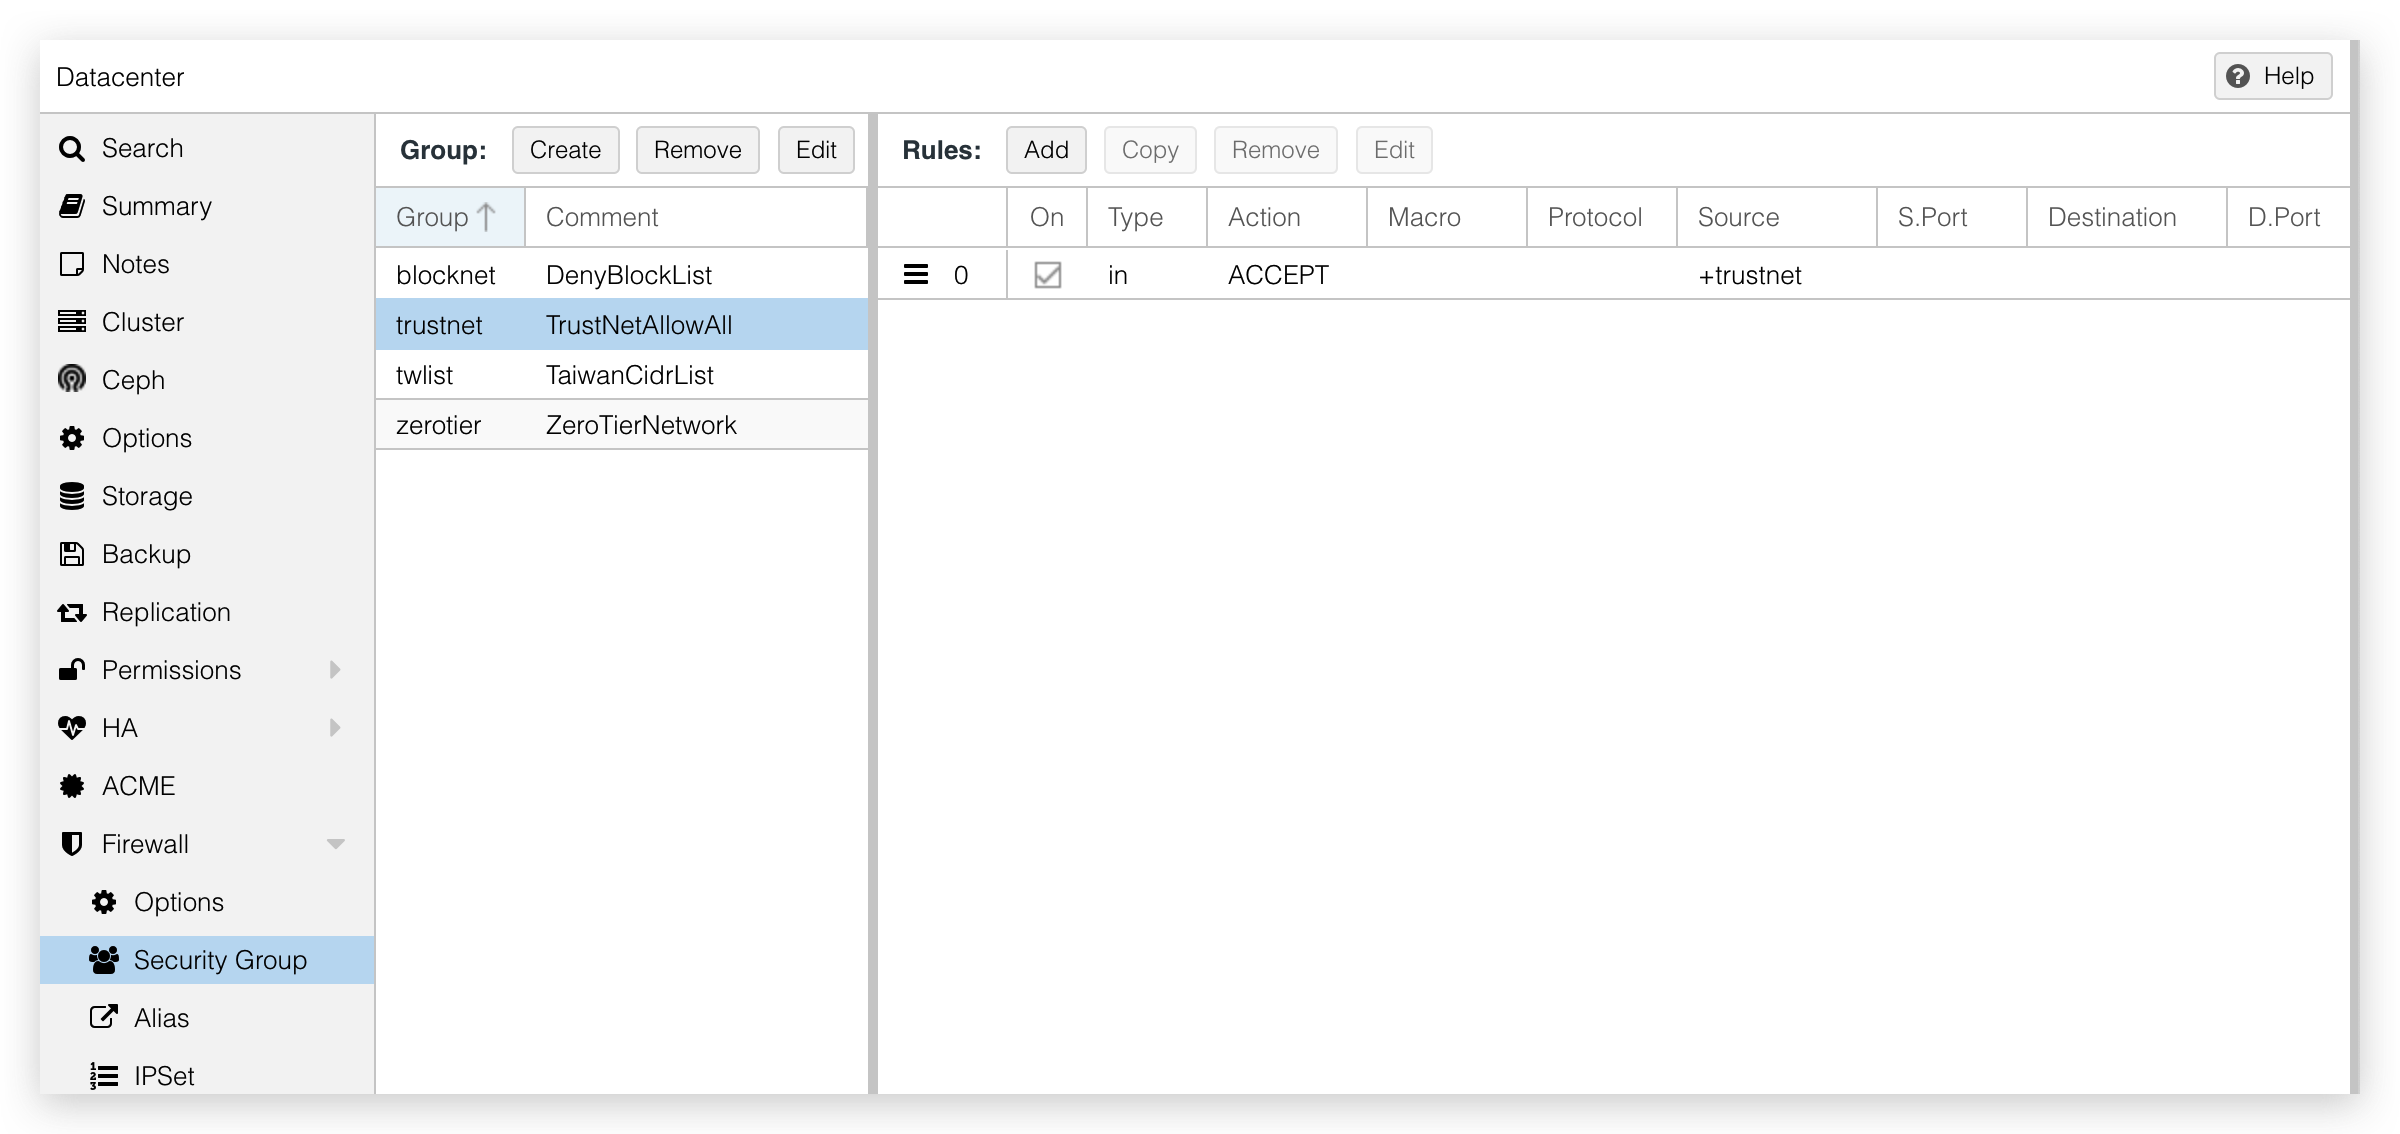 Datacenter
Help
Search
Summary
Notes
Cluster
Ceph
Options
Storage
Backup
Replication
Permissions
HA
ACME
Firewall
Options
Security Group
Alias
IPSet
Group: Create Remove Edit
Group Comment
blocknet DenyBlockList
trustnet TrustNetAllowAll
twlist TaiwanCidrList
zerotier ZeroTierNetwork
Rules: Add Copy Remove Edit
On Type Action Macro Protocol Source S.Port Destination D.Port
0 in ACCEPT +trustnet